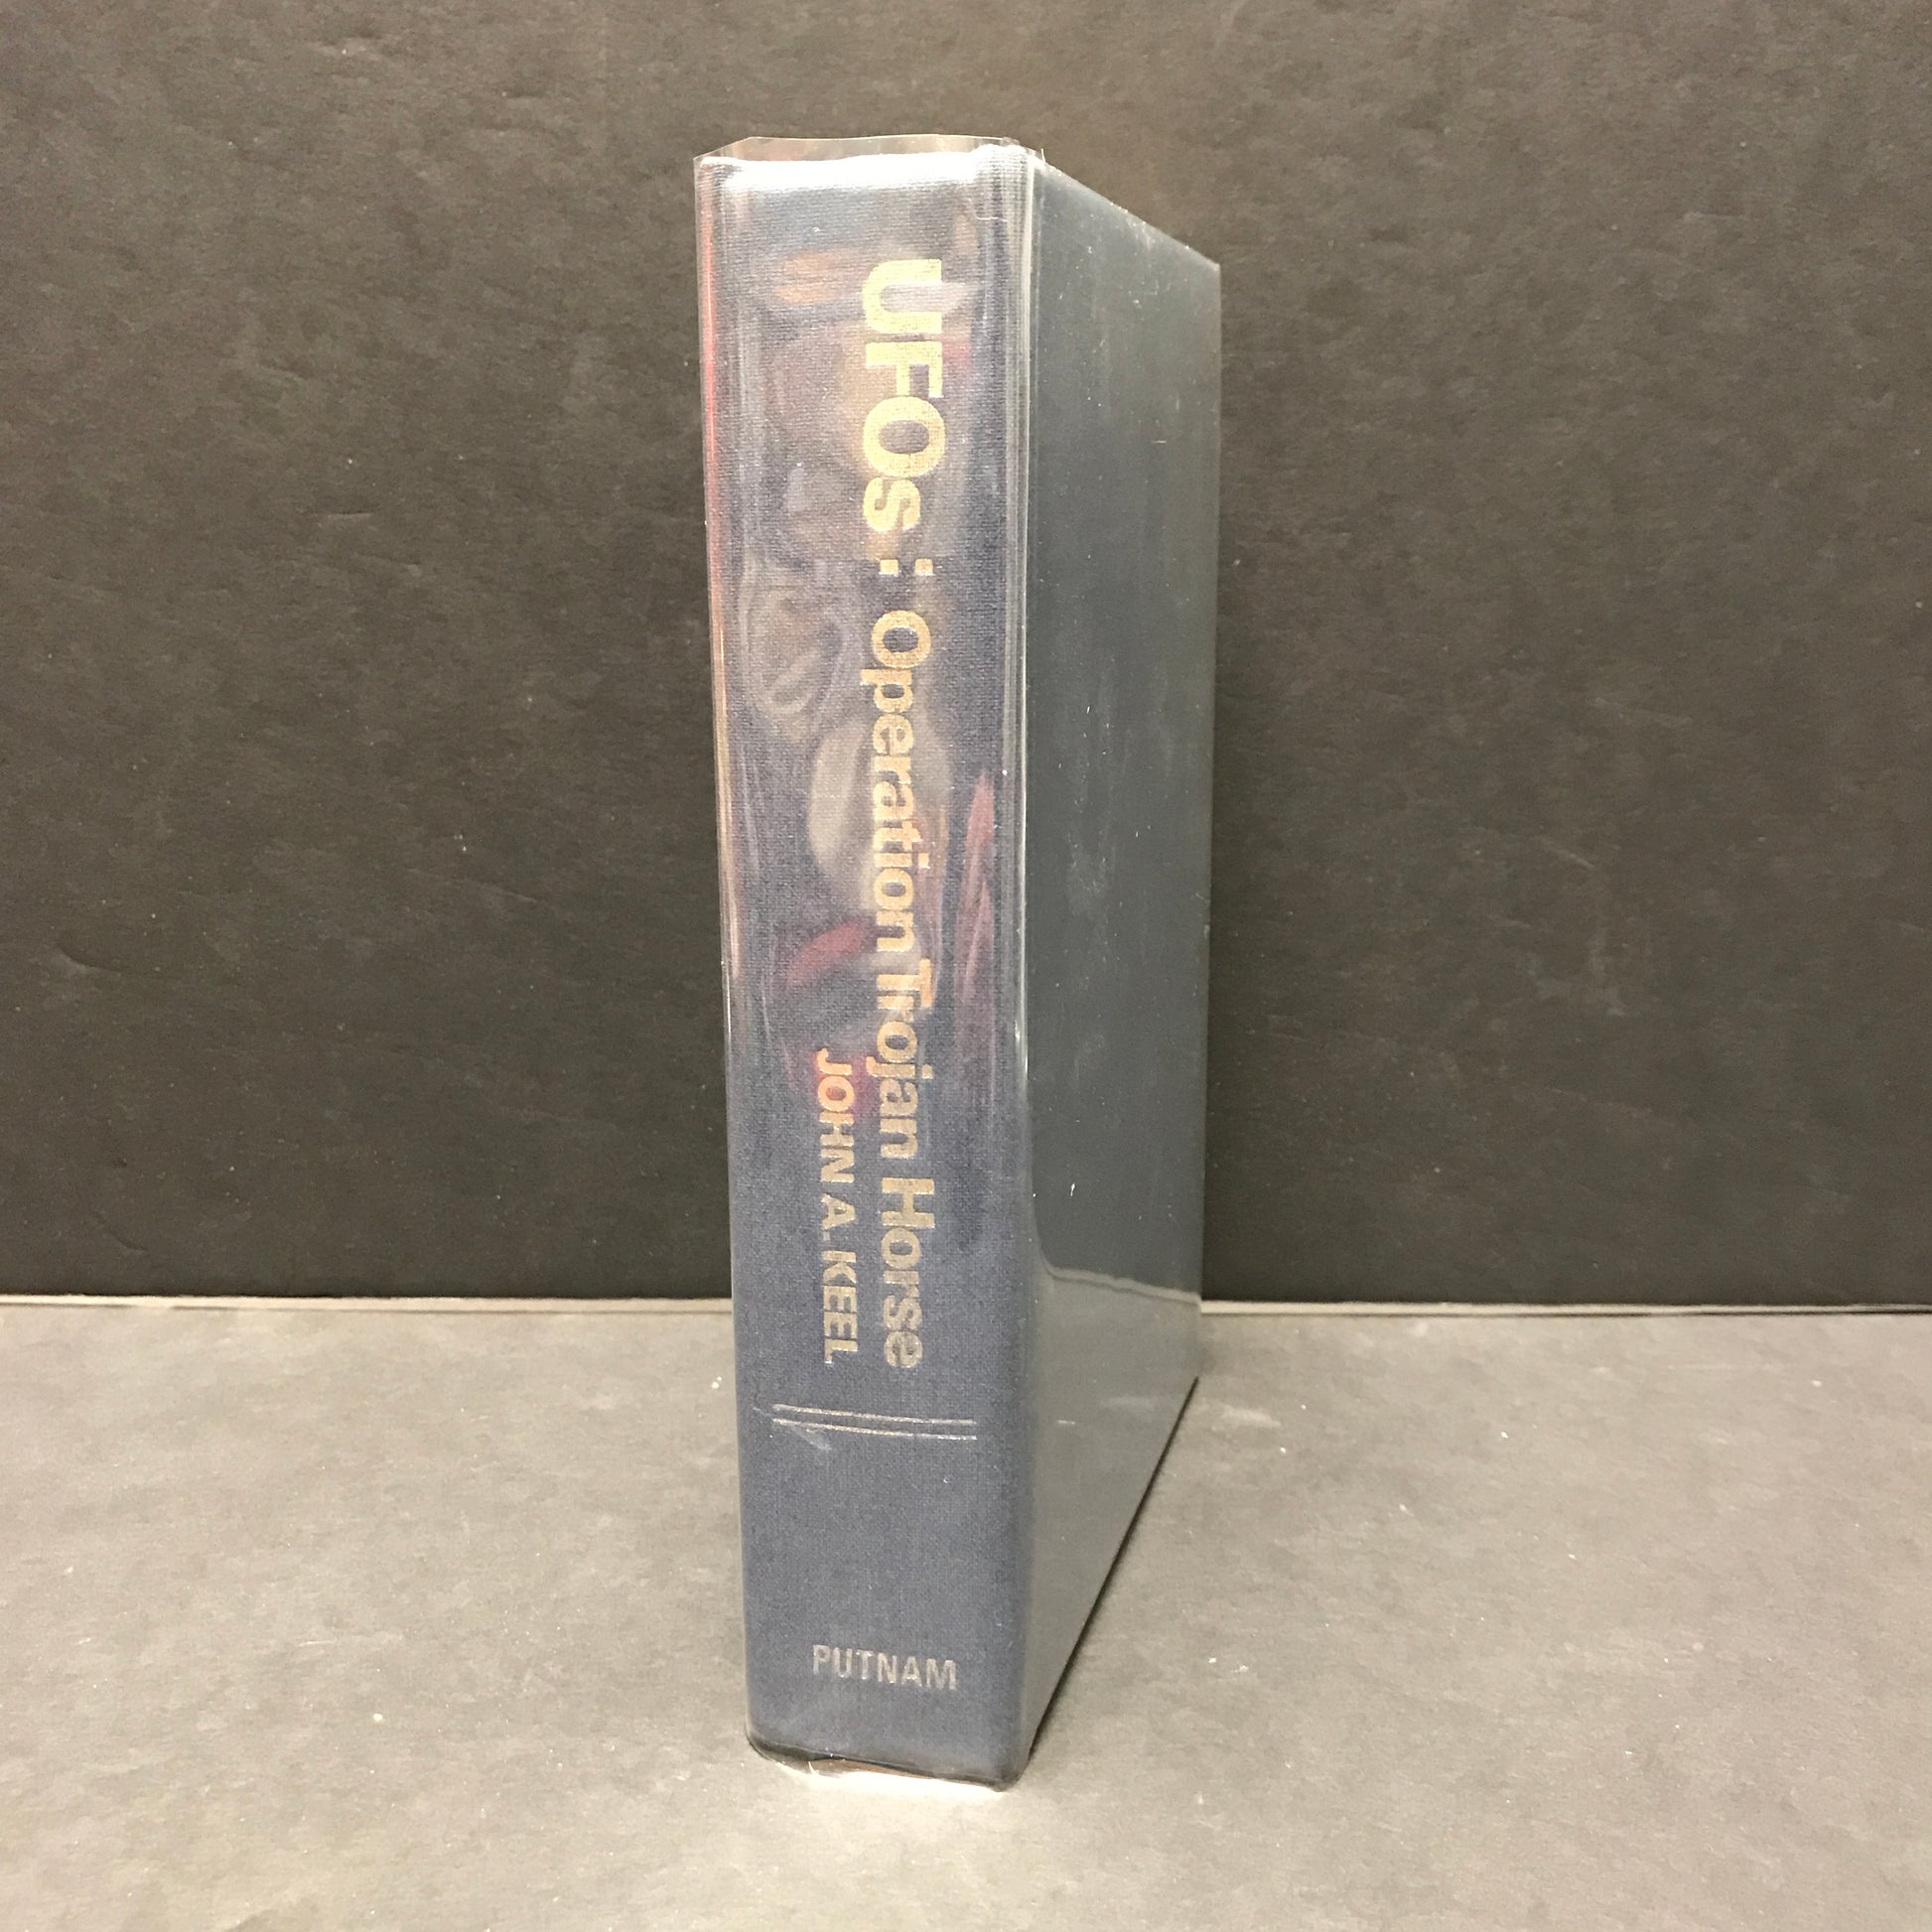 UFOs: Operation Trojan Horse
JOHN A. KEEL
PUTNAM